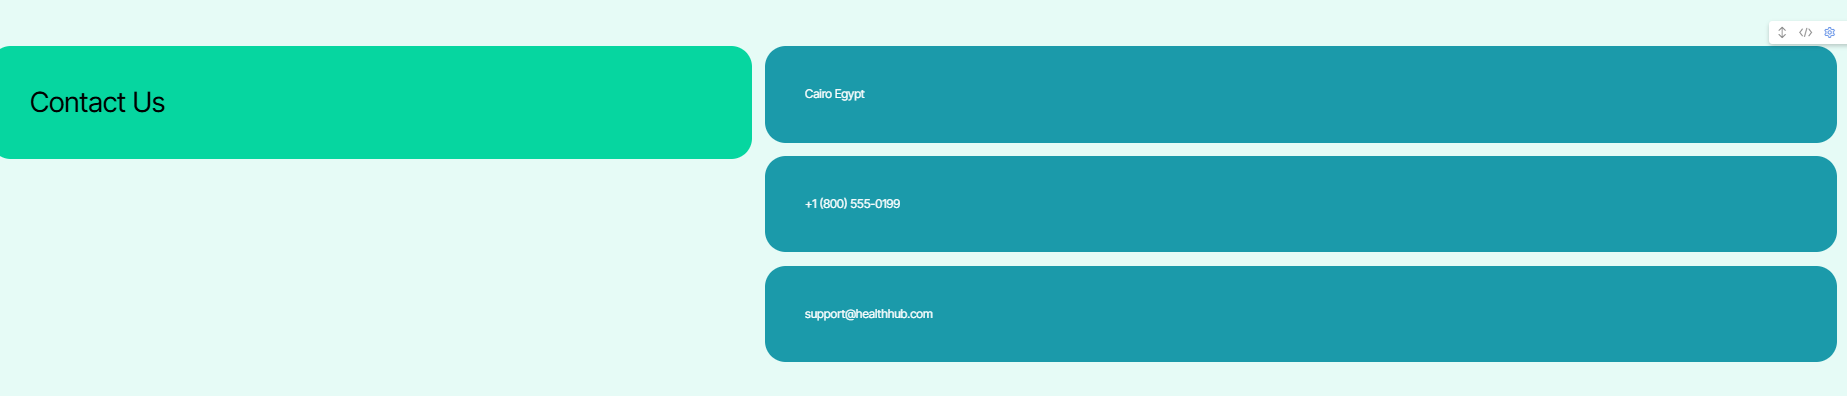 Contact Us
Cairo Egypt
+1 (800) 555-0199
support@healthhub.com